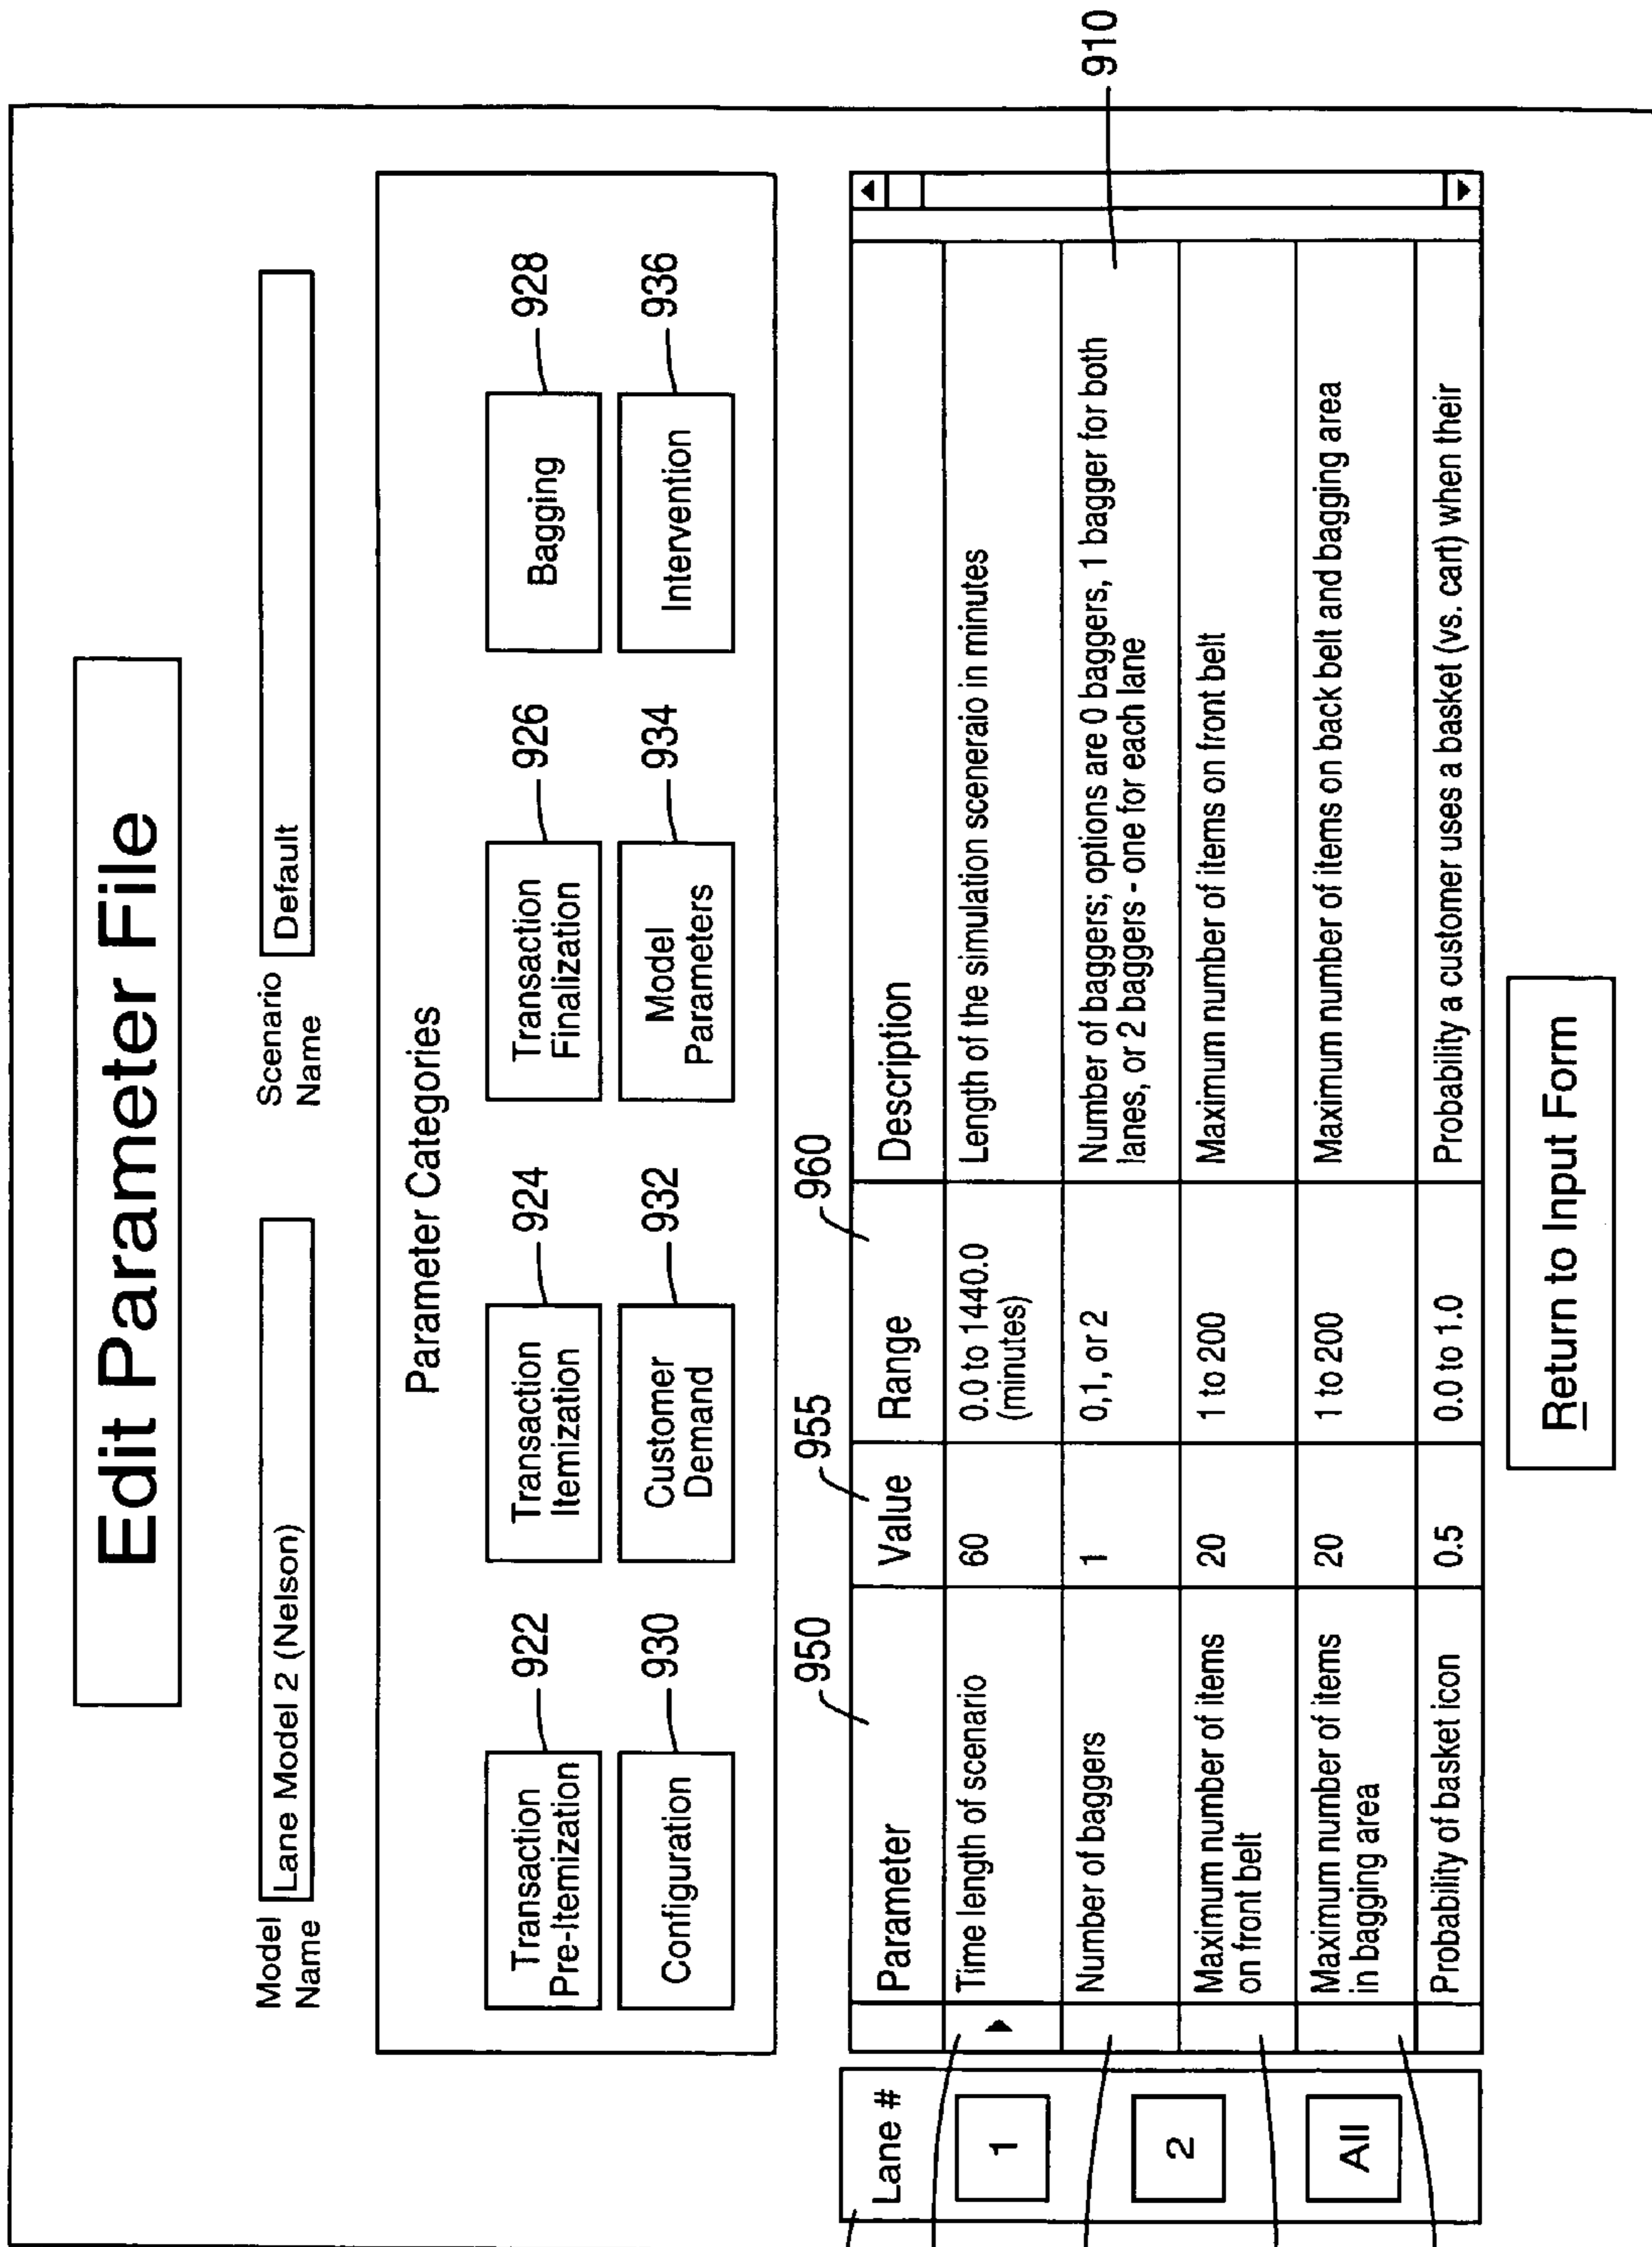 Edit Parameter File
Model
Name
Lane Model 2 (Nelson)
Scenario
Name
Default
Parameter Categories
Transaction
Pre-Itemization
922
Transaction
Itemization
924
Transaction
Finalization
926
Bagging
928
Configuration
930
Customer
Demand
932
Model
Parameters
934
Intervention
936
950
955
960
Lane #
1
2
All
Parameter
Value
Range
Description
Time length of scenario
60
0.0 to 1440.0
(minutes)
Length of the simulation sceneraio in minutes
Number of baggers
1
0,1, or 2
Number of baggers; options are 0 baggers, 1 bagger for both
lanes, or 2 baggers - one for each lane
910
Maximum number of items
on front belt
20
1 to 200
Maximum number of items on front belt
Maximum number of items
in bagging area
20
1 to 200
Maximum number of items on back belt and bagging area
Probability of basket icon
0.5
0.0 to 1.0
Probability a customer uses a basket (vs. cart) when their
Return to Input Form